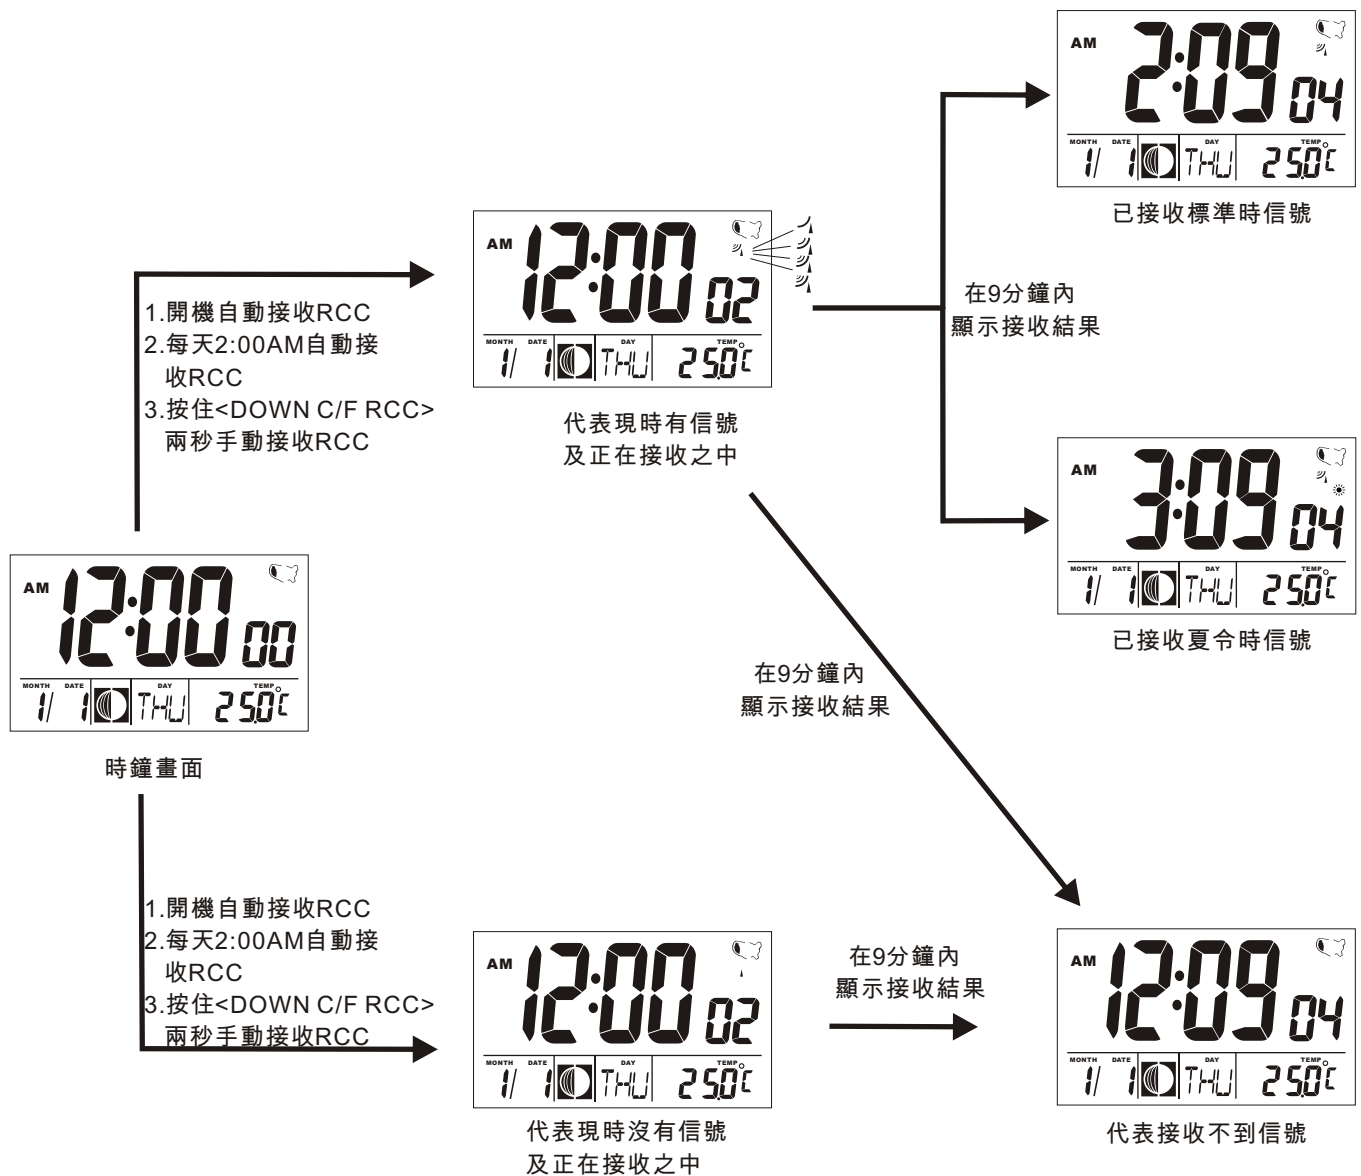 AM
2:09 04
MONTH DATE DAY TEMP
1/ 1 THU 25.0°C
已接收標準時信號
AM
12:00 02
MONTH DATE DAY TEMP
1/ 1 THU 25.0°C
代表現時有信號
及正在接收之中
1.開機自動接收RCC
2.每天2:00AM自動接
收RCC
3.按住<DOWN C/F RCC>
兩秒手動接收RCC
在9分鐘內
顯示接收結果
AM
3:09 04
MONTH DATE DAY TEMP
1/ 1 THU 25.0°C
已接收夏令時信號
AM
12:00 00
MONTH DATE DAY TEMP
1/ 1 THU 25.0°C
時鐘畫面
在9分鐘內
顯示接收結果
1.開機自動接收RCC
2.每天2:00AM自動接
收RCC
3.按住<DOWN C/F RCC>
兩秒手動接收RCC
AM
12:00 02
MONTH DATE DAY TEMP
1/ 1 THU 25.0°C
代表現時沒有信號
及正在接收之中
在9分鐘內
顯示接收結果
AM
12:09 04
MONTH DATE DAY TEMP
1/ 1 THU 25.0°C
代表接收不到信號